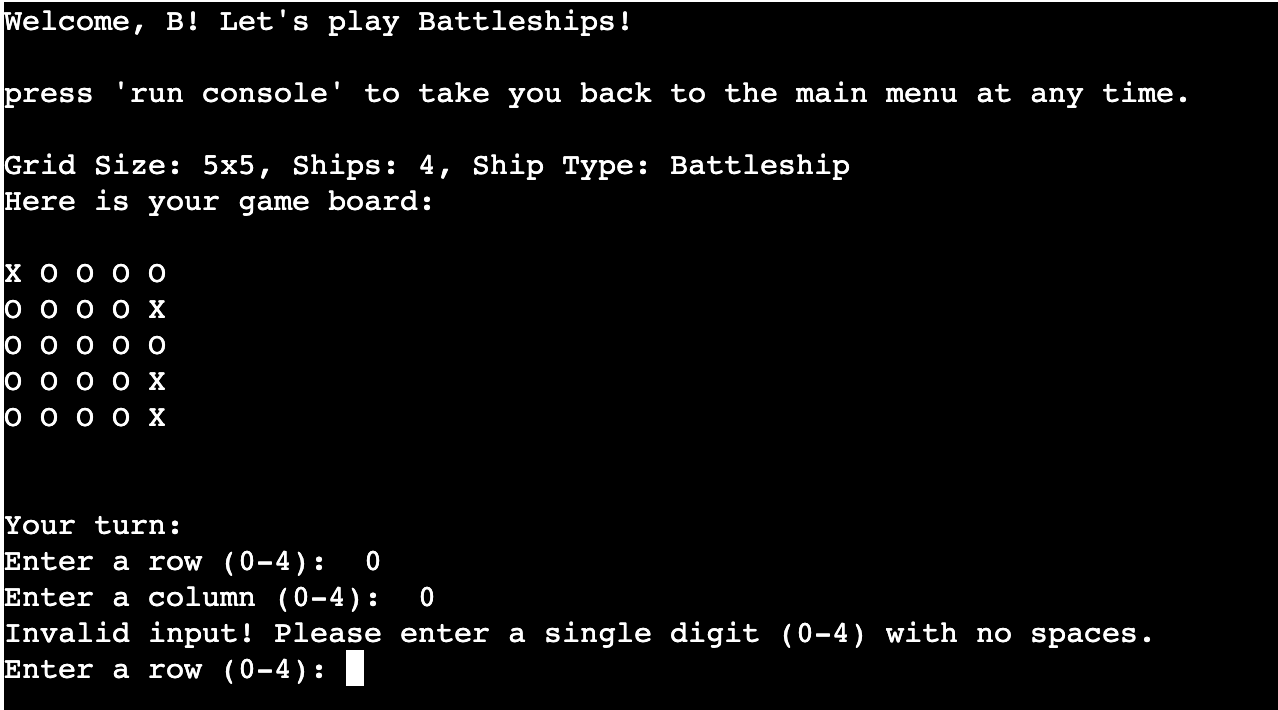 Welcome, B! Let's play Battleships!
press 'run console' to take you back to the main menu at any time.
Grid Size: 5x5, Ships: 4, Ship Type: Battleship
Here is your game board:
X O O O O
O O O O X
O O O O O
O O O O X
O O O O X
Your turn:
Enter a row (0-4):  0
Enter a column (0-4):  0
Invalid input! Please enter a single digit (0-4) with no spaces.
Enter a row (0-4):